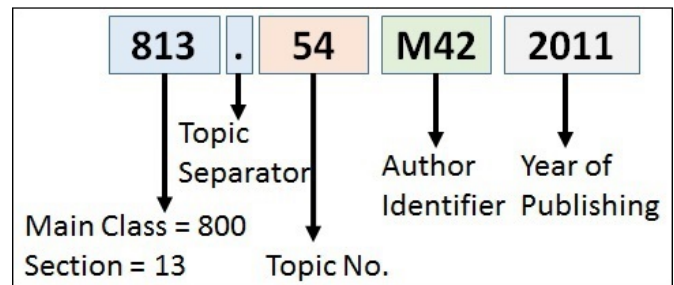 813 . 54 M42 2011
Topic
Separator
Author
Identifier
Year of
Publishing
Main Class = 800
Section = 13
Topic No.